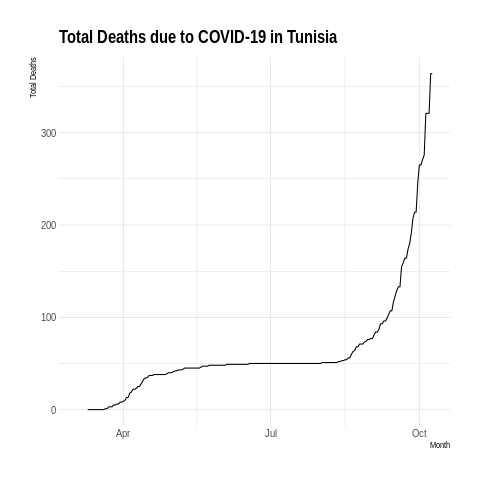 Total Deaths due to COVID-19 in Tunisia
Total Deaths
300
200
100
0
Apr
Jul
Oct
Month